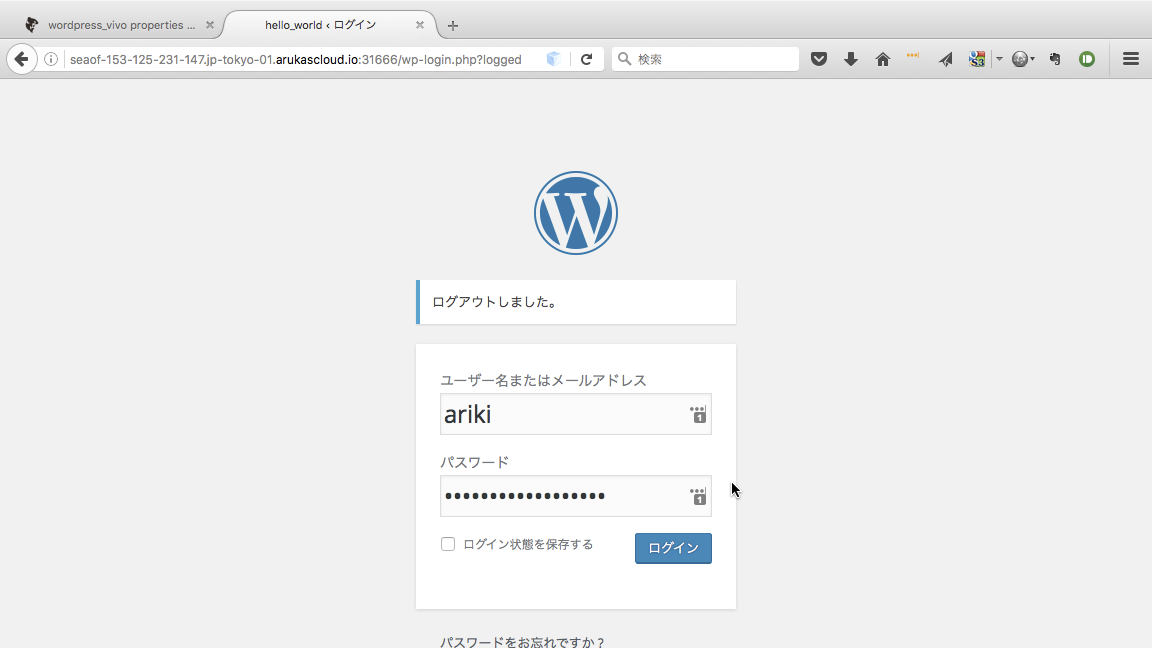 wordpress_vivo properties ...
hello_world ‹ ログイン
seaof-153-125-231-147.jp-tokyo-01.arukascloud.io:31666/wp-login.php?logged
検索
S3
W
ログアウトしました。
ユーザー名またはメールアドレス
ariki
1
パスワード
••••••••••••••••••
1
ログイン状態を保存する
ログイン
パスワードをお忘れですか ?